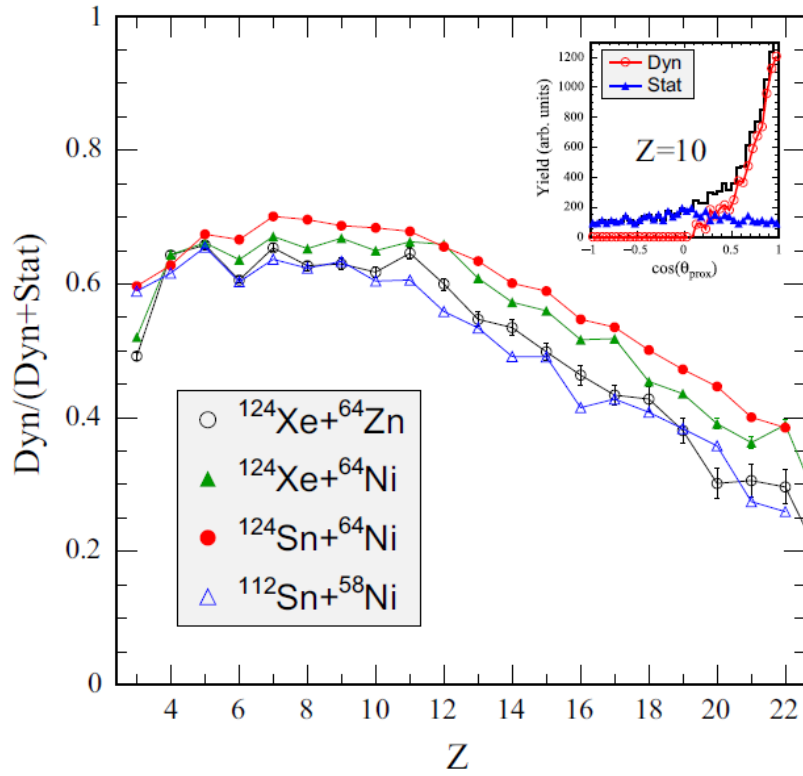 1
0.8
0.6
0.4
0.2
0
Dyn/(Dyn+Stat)
4 6 8 10 12 14 16 18 20 22
Z
¹²⁴Xe+⁶⁴Zn
¹²⁴Xe+⁶⁴Ni
¹²⁴Sn+⁶⁴Ni
¹¹²Sn+⁵⁸Ni
1200
1000
800
600
400
200
0
Yield (arb. units)
Dyn
Stat
Z=10
−1 −0.5 0 0.5 1
cos(θprox)